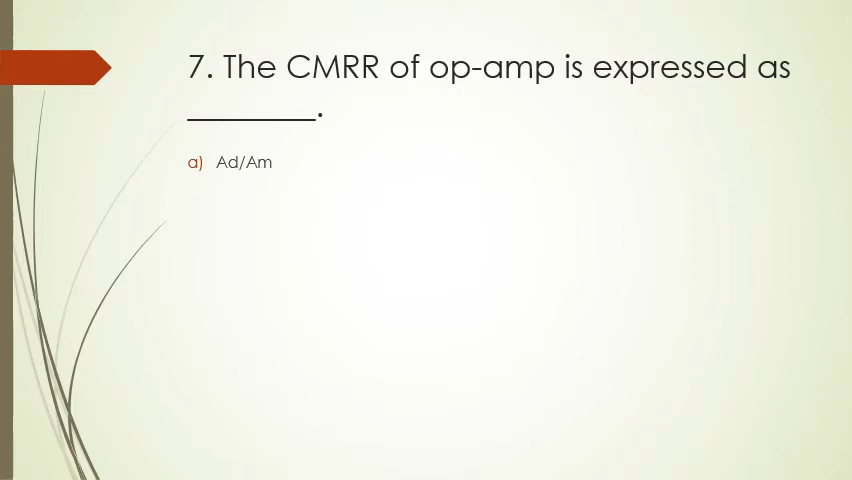 7. The CMRR of op-amp is expressed as
________.
a) Ad/Am